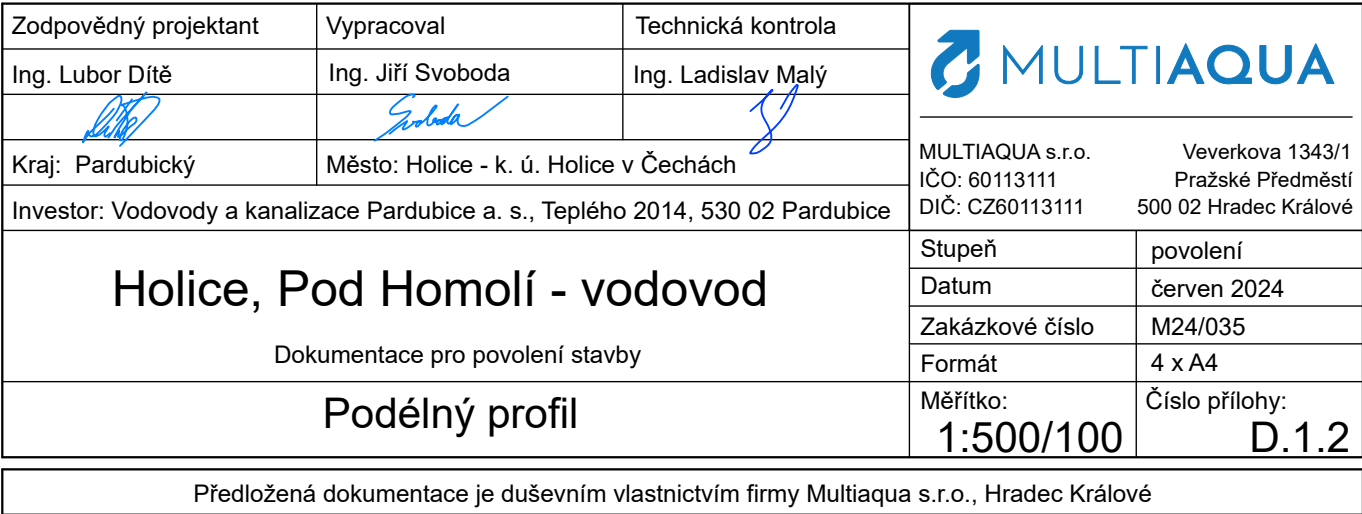 Zodpovědný projektant
Vypracoval
Technická kontrola
Ing. Lubor Dítě
Ing. Jiří Svoboda
Ing. Ladislav Malý
Svoboda
Kraj: Pardubický
Město: Holice - k. ú. Holice v Čechách
Investor: Vodovody a kanalizace Pardubice a. s., Teplého 2014, 530 02 Pardubice
MULTIAQUA
MULTIAQUA s.r.o.
IČO: 60113111
DIČ: CZ60113111
Veverkova 1343/1
Pražské Předměstí
500 02 Hradec Králové
Holice, Pod Homolí - vodovod
Dokumentace pro povolení stavby
Podélný profil
Stupeň
povolení
Datum
červen 2024
Zakázkové číslo
M24/035
Formát
4 x A4
Měřítko:
1:500/100
Číslo přílohy:
D.1.2
Předložená dokumentace je duševním vlastnictvím firmy Multiaqua s.r.o., Hradec Králové